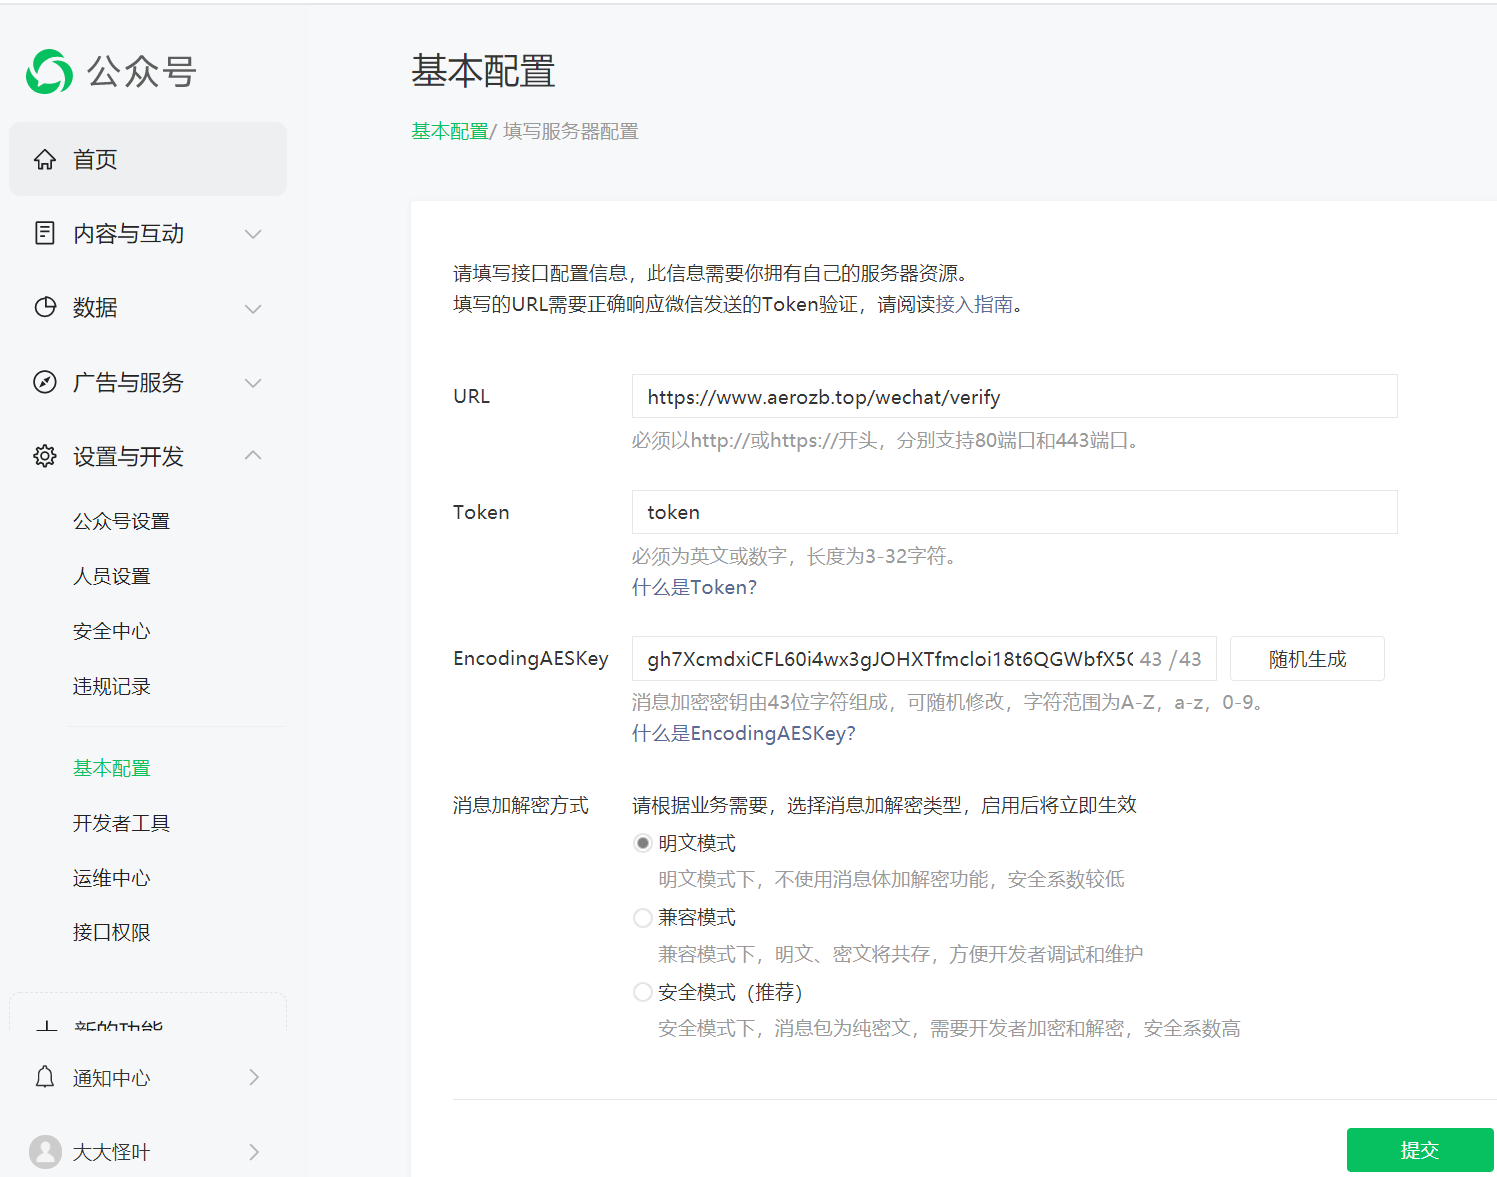 公众号
首页
内容与互动
数据
广告与服务
设置与开发
公众号设置
人员设置
安全中心
违规记录
基本配置
开发者工具
运维中心
接口权限
新的功能
通知中心
大大怪叶
基本配置
基本配置/ 填写服务器配置
请填写接口配置信息，此信息需要你拥有自己的服务器资源。
填写的URL需要正确响应微信发送的Token验证，请阅读接入指南。
URL
https://www.aerozb.top/wechat/verify
必须以http://或https://开头，分别支持80端口和443端口。
Token
token
必须为英文或数字，长度为3-32字符。
什么是Token?
EncodingAESKey
gh7XcmdxiCFL60i4wx3gJOHXTfmcloi18t6QGWbfX5 43 /43
随机生成
消息加密密钥由43位字符组成，可随机修改，字符范围为A-Z，a-z，0-9。
什么是EncodingAESKey?
消息加解密方式
请根据业务需要，选择消息加解密类型，启用后将立即生效
明文模式
明文模式下，不使用消息体加解密功能，安全系数较低
兼容模式
兼容模式下，明文、密文将共存，方便开发者调试和维护
安全模式（推荐）
安全模式下，消息包为纯密文，需要开发者加密和解密，安全系数高
提交